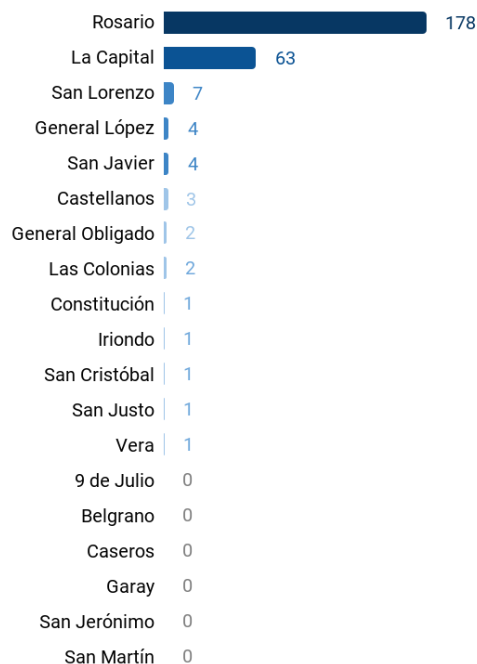 Rosario 178
La Capital 63
San Lorenzo 7
General López 4
San Javier 4
Castellanos 3
General Obligado 2
Las Colonias 2
Constitución 1
Iriondo 1
San Cristóbal 1
San Justo 1
Vera 1
9 de Julio 0
Belgrano 0
Caseros 0
Garay 0
San Jerónimo 0
San Martín 0